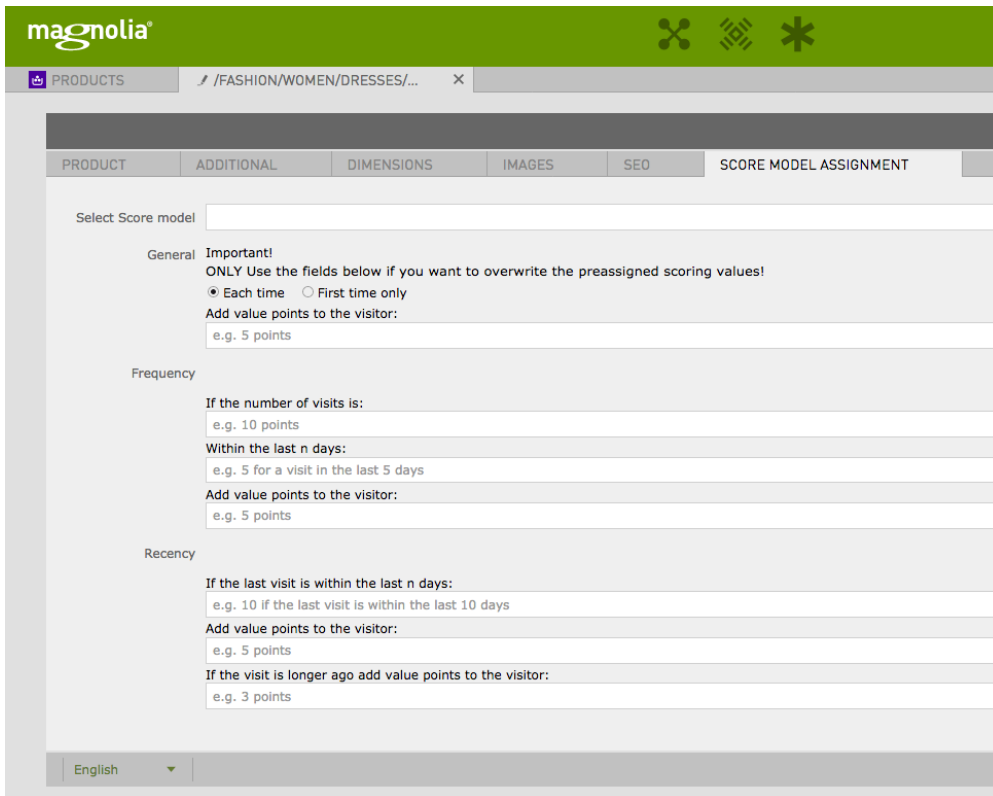 magnolia®
PRODUCTS
/FASHION/WOMEN/DRESSES/...
PRODUCT ADDITIONAL DIMENSIONS IMAGES SEO SCORE MODEL ASSIGNMENT
Select Score model
General Important!
ONLY Use the fields below if you want to overwrite the preassigned scoring values!
Each time First time only
Add value points to the visitor:
e.g. 5 points
Frequency
If the number of visits is:
e.g. 10 points
Within the last n days:
e.g. 5 for a visit in the last 5 days
Add value points to the visitor:
e.g. 5 points
Recency
If the last visit is within the last n days:
e.g. 10 if the last visit is within the last 10 days
Add value points to the visitor:
e.g. 5 points
If the visit is longer ago add value points to the visitor:
e.g. 3 points
English